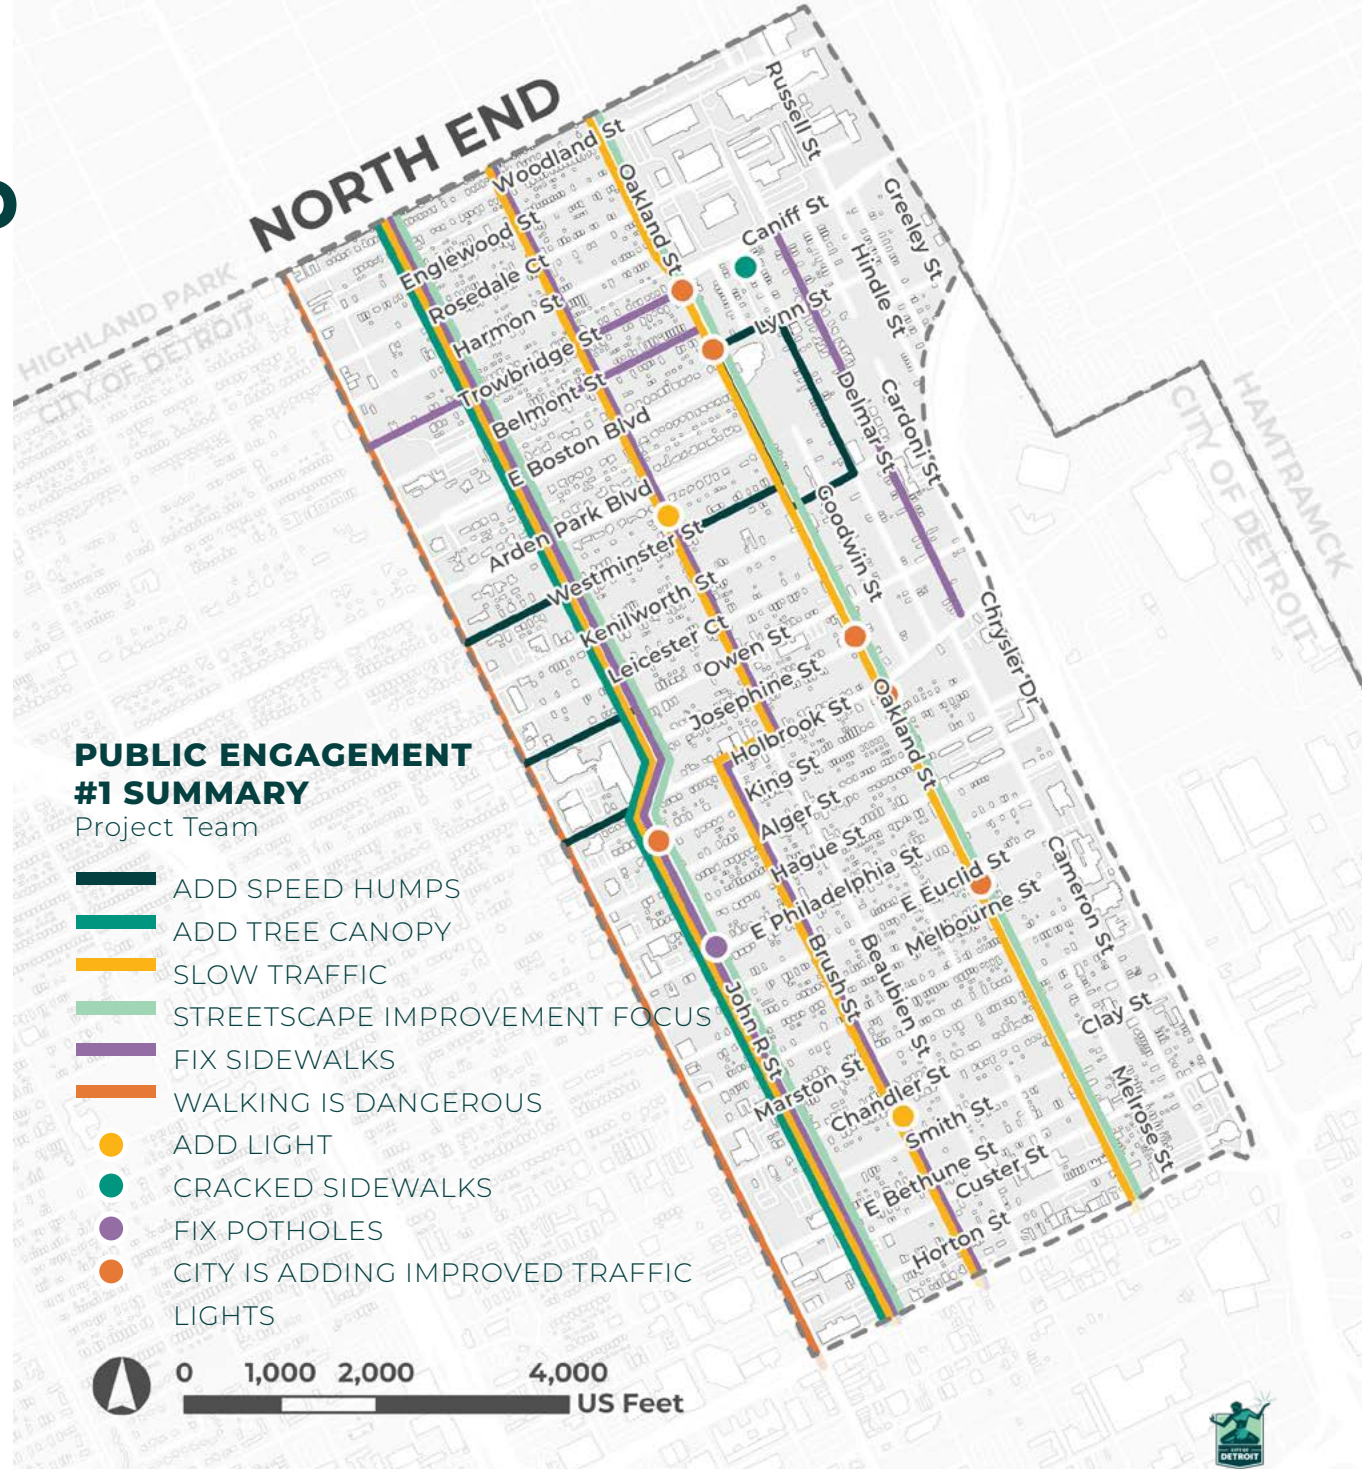 NORTH END
HIGHLAND PARK
CITY OF DETROIT
HAMTRAMCK
CITY OF DETROIT
Woodland St
Englewood St
Rosedale Ct
Harmon St
Trowbridge St
Belmont St
E Boston Blvd
Arden Park Blvd
Westminster St
Kenilworth St
Leicester Ct
Owen St
Josephine St
Holbrook St
King St
Alger St
Hague St
E Philadelphia St
E Euclid St
Melbourne St
Marston St
Chandler St
Smith St
E Bethune St
Custer St
Horton St
Clay St
Oakland St
Oakland St
Russell St
Caniff St
Greeley St
Hindle St
Lynn St
Delmar St
Cardoni St
Goodwin St
Chrysler Dr
Cameron St
Melrose St
John R St
Brush St
Beaubien St
PUBLIC ENGAGEMENT
#1 SUMMARY
Project Team
ADD SPEED HUMPS
ADD TREE CANOPY
SLOW TRAFFIC
STREETSCAPE IMPROVEMENT FOCUS
FIX SIDEWALKS
WALKING IS DANGEROUS
ADD LIGHT
CRACKED SIDEWALKS
FIX POTHOLES
CITY IS ADDING IMPROVED TRAFFIC
LIGHTS
0 1,000 2,000 4,000
US Feet
CITY OF
DETROIT